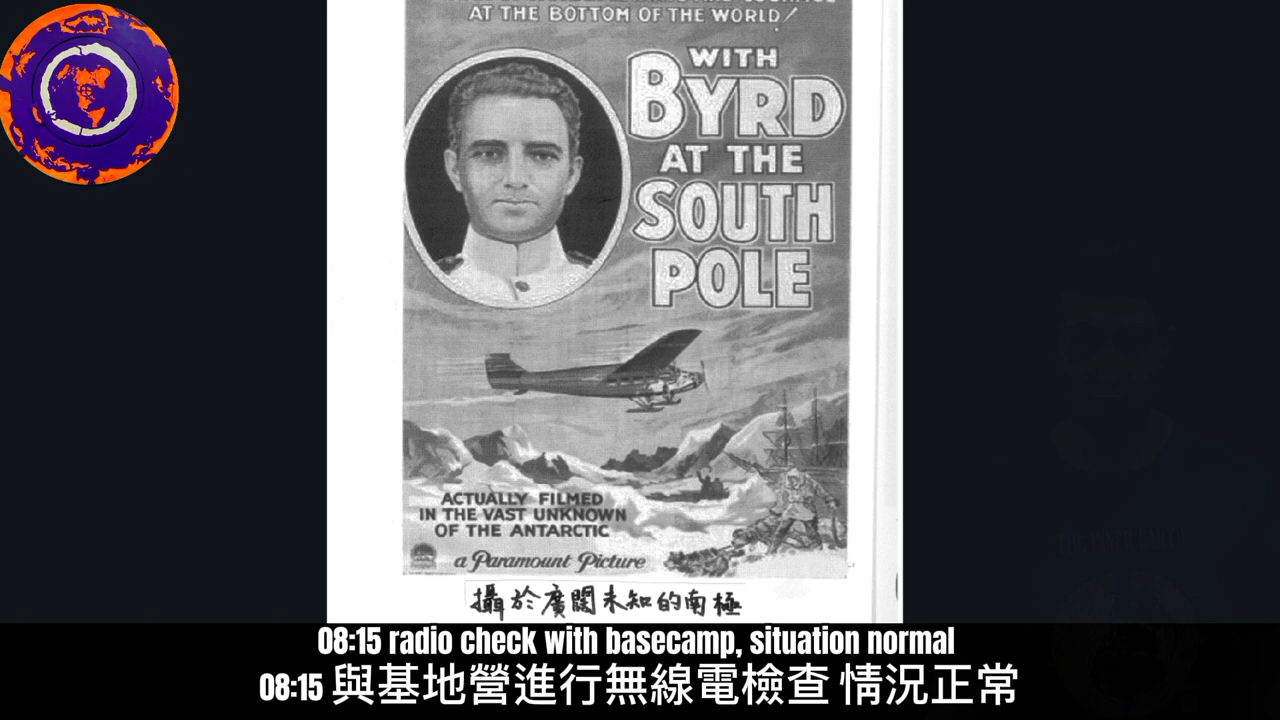 AT THE BOTTOM OF THE WORLD!
WITH
BYRD
AT THE
SOUTH
POLE
ACTUALLY FILMED
IN THE VAST UNKNOWN
OF THE ANTARCTIC
a Paramount Picture
攝於廣闊未知的南極
THE INNER EARTH
08:15 radio check with basecamp, situation normal
08:15 與基地營進行無線電檢查 情況正常